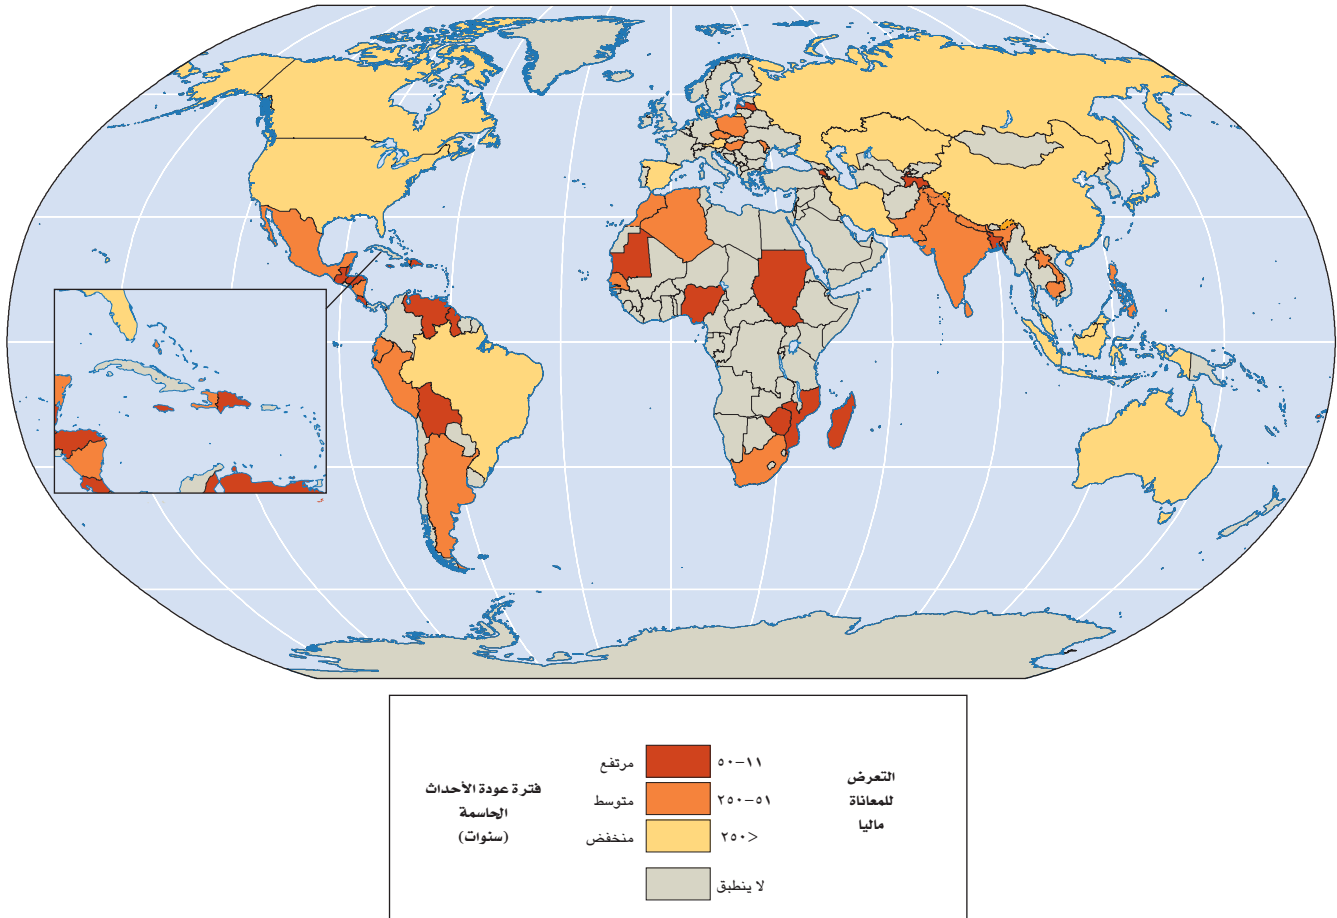 التعرض
للمعاناة
ماليا
١١-٥٠ مرتفع
٥١-٢٥٠ متوسط
>٢٥٠ منخفض
لا ينطبق
فترة عودة الأحداث
الحاسمة
(سنوات)